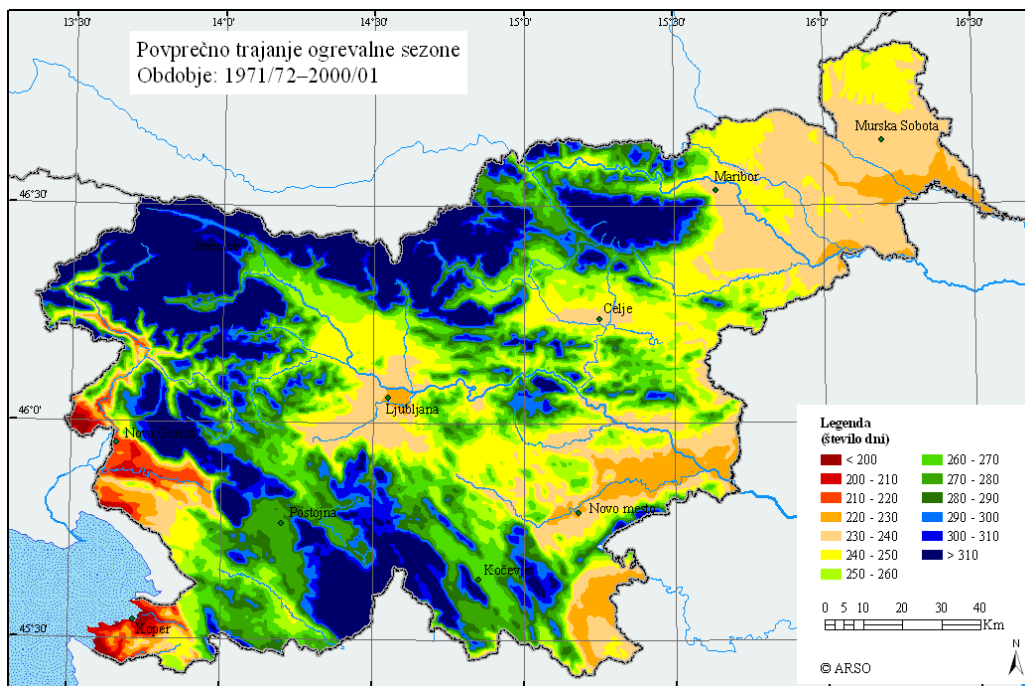 13°30' 14°0' 14°30' 15°0' 15°30' 16°0' 16°30'
Povprečno trajanje ogrevalne sezone
Obdobje: 1971/72–2000/01
Murska Sobota
Maribor
46°30'
Celje
Ljubljana
46°0'
Nova Gorica
Novo mesto
Postojna
Kočevje
Koper
45°30'
Legenda
(število dni)
< 200 260 - 270
200 - 210 270 - 280
210 - 220 280 - 290
220 - 230 290 - 300
230 - 240 300 - 310
240 - 250 > 310
250 - 260
0 5 10 20 30 40
Km
N
© ARSO